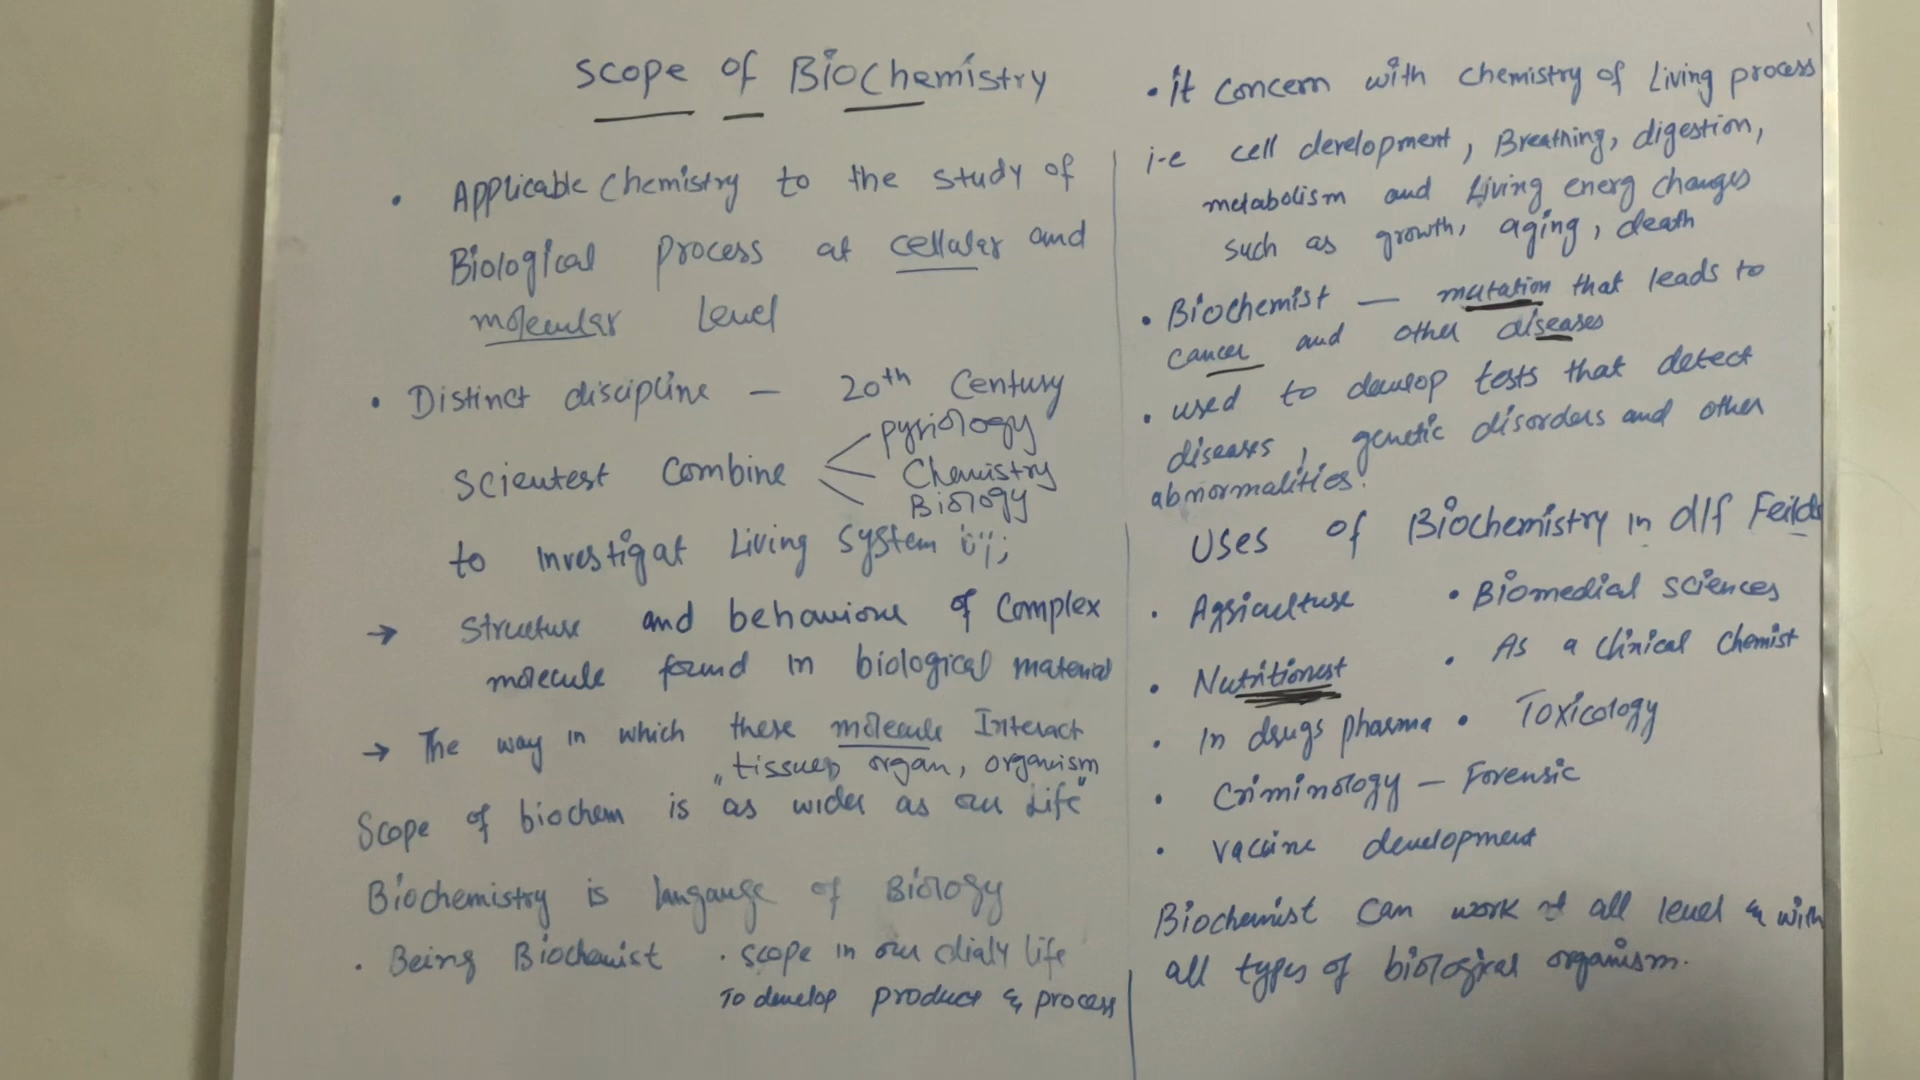 Scope of BioChemistry
• Applicable Chemistry to the study of
Biological process at cellular and
molecular Level
• Distinct discipline — 20th Century
Scientest Combine
pysiology
Chemistry
Biology
to Investigat Living system
→ Structure and behaviour of Complex
molecule found in biological material
→ The way in which these molecule Interact
"tissues, organ, organism
Scope of biochem is "as wider as our Life"
Biochemistry is langauge of Biology
• Being Biochemist • scope in our dialy life
To develop product & process
• it concern with chemistry of Living process
i-e cell development, Breathing, digestion,
metabolism and Living energ changes
such as growth, aging, death
• Biochemist — mutation that leads to
cancer and other diseases
• used to develop tests that detect
diseases, genetic disorders and other
abnormalities.
Uses of Biochemistry in d/f Feilds
• Agriculture
• Biomedial sciences
• Nutritionist
• As a Clinical Chemist
• In drugs pharma
• Toxicology
• Criminology — Forensic
• vaccine development
Biochemist Can work at all level & with
all types of biological organism.